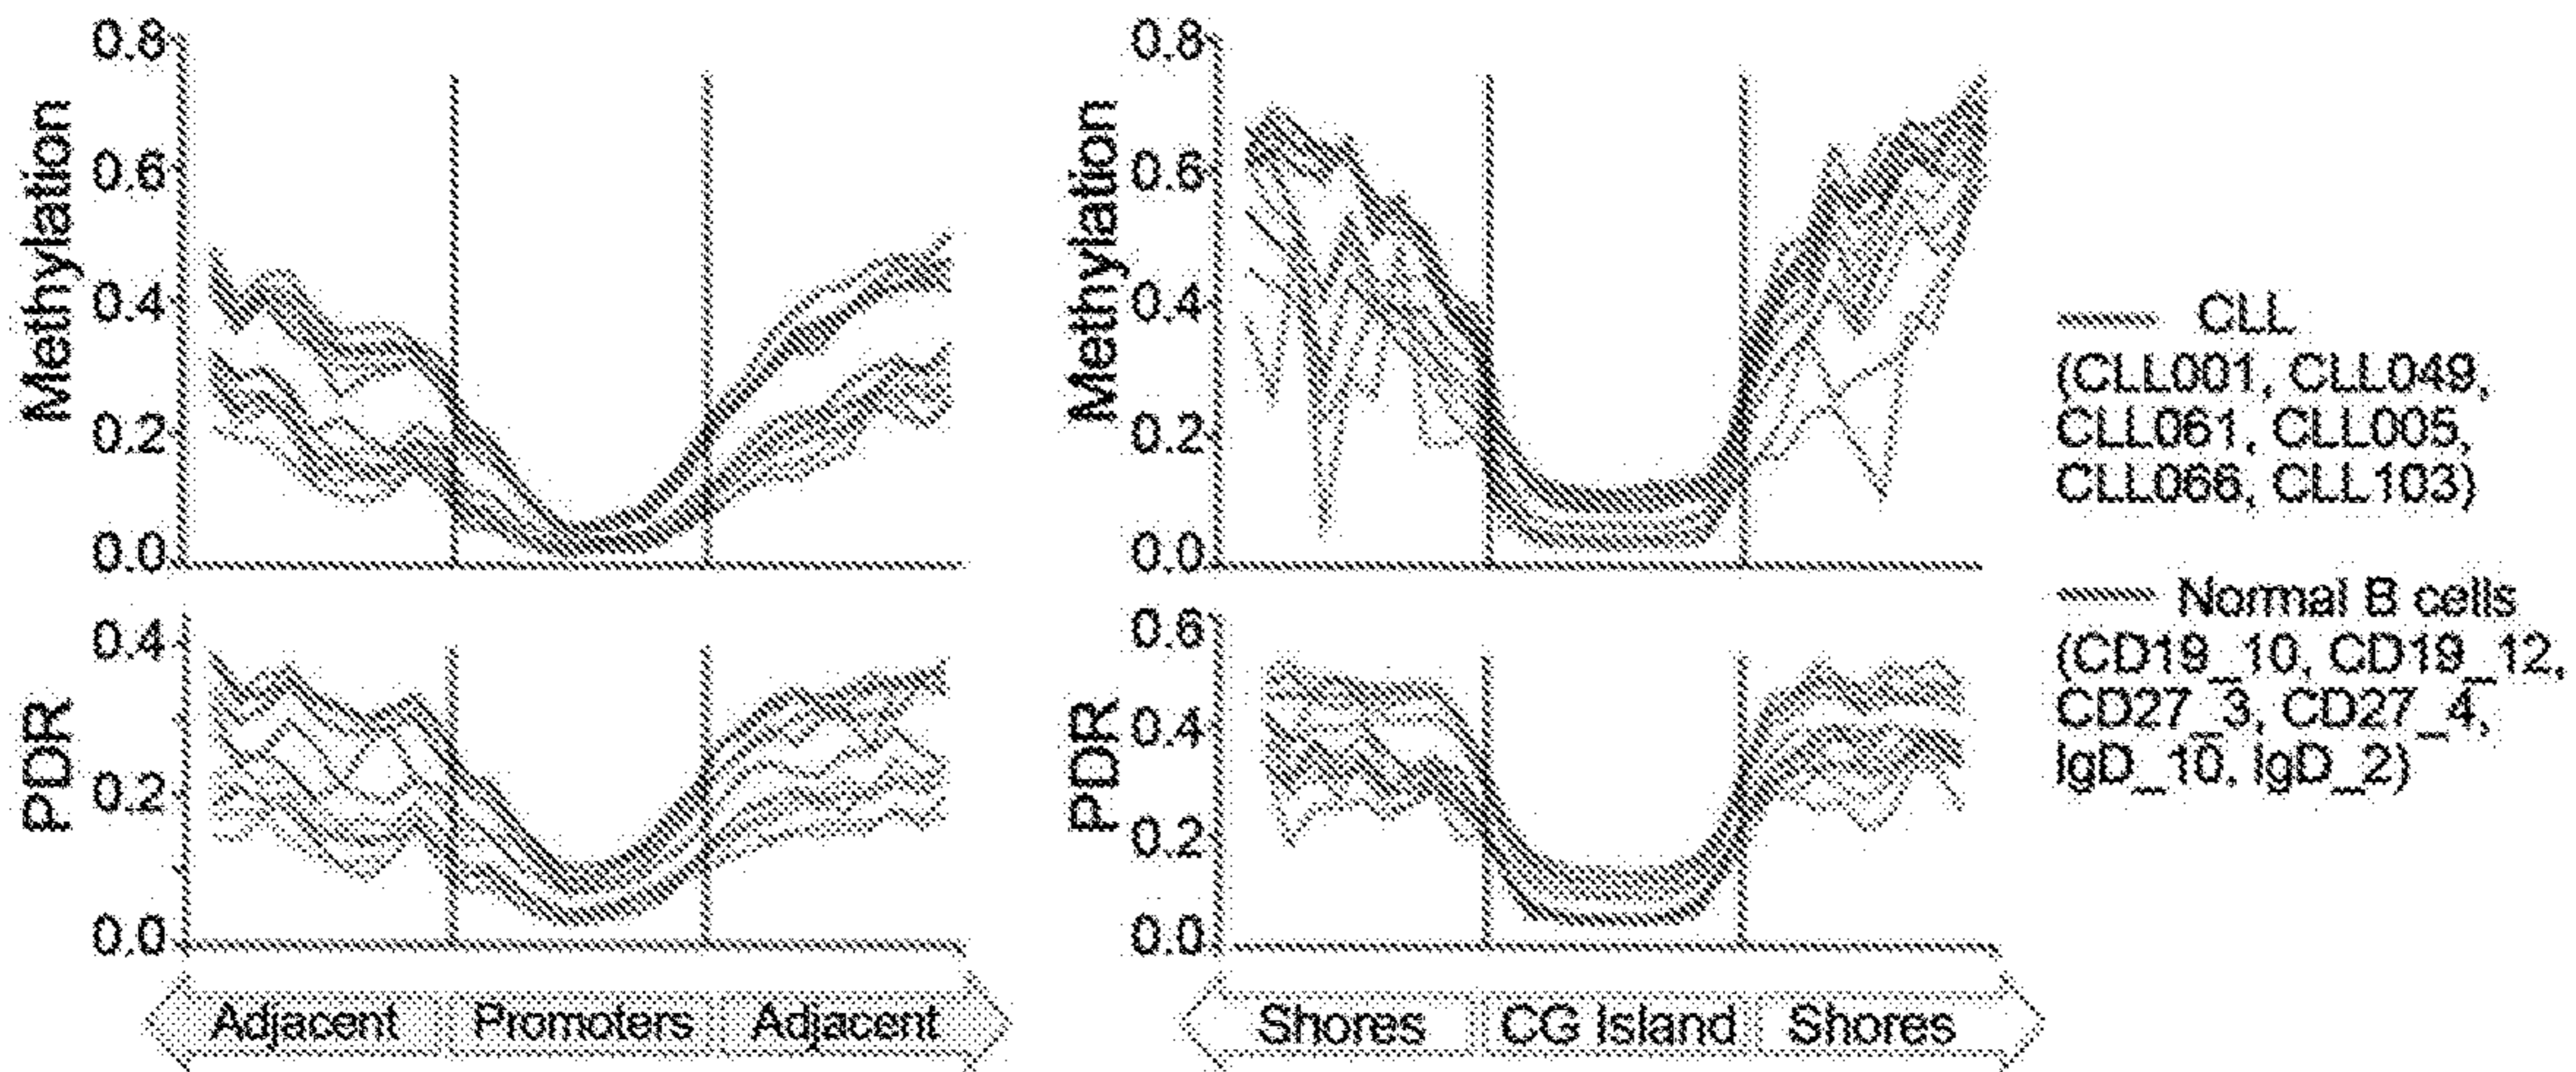 Methylation
0.8
0.6
0.4
0.2
0.0
Methylation
0.8
0.6
0.4
0.2
0.0
PDR
0.4
0.2
0.0
PDR
0.6
0.4
0.2
0.0
Adjacent Promoters Adjacent
Shores CG Island Shores
CLL
(CLL001, CLL049,
CLL061, CLL005,
CLL066, CLL103)
Normal B cells
(CD19_10, CD19_12,
CD27_3, CD27_4,
IgD_10, IgD_2)